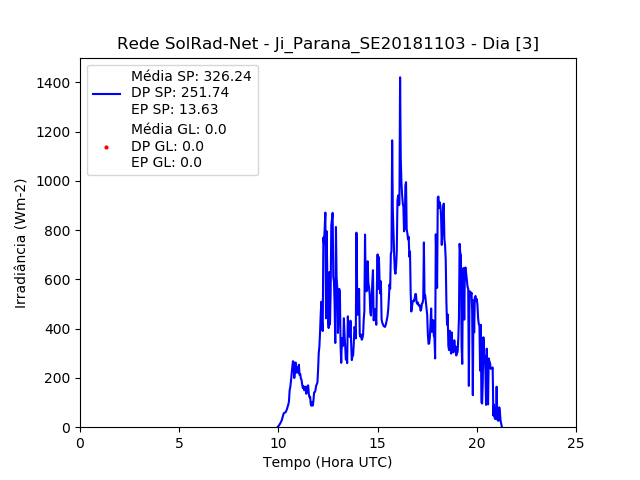 Rede SolRad-Net - Ji_Parana_SE20181103 - Dia [3]
Média SP: 326.24
DP SP: 251.74
EP SP: 13.63
Média GL: 0.0
DP GL: 0.0
EP GL: 0.0
Irradiância (Wm-2)
1400
1200
1000
800
600
400
200
0
0
5
10
15
20
25
Tempo (Hora UTC)